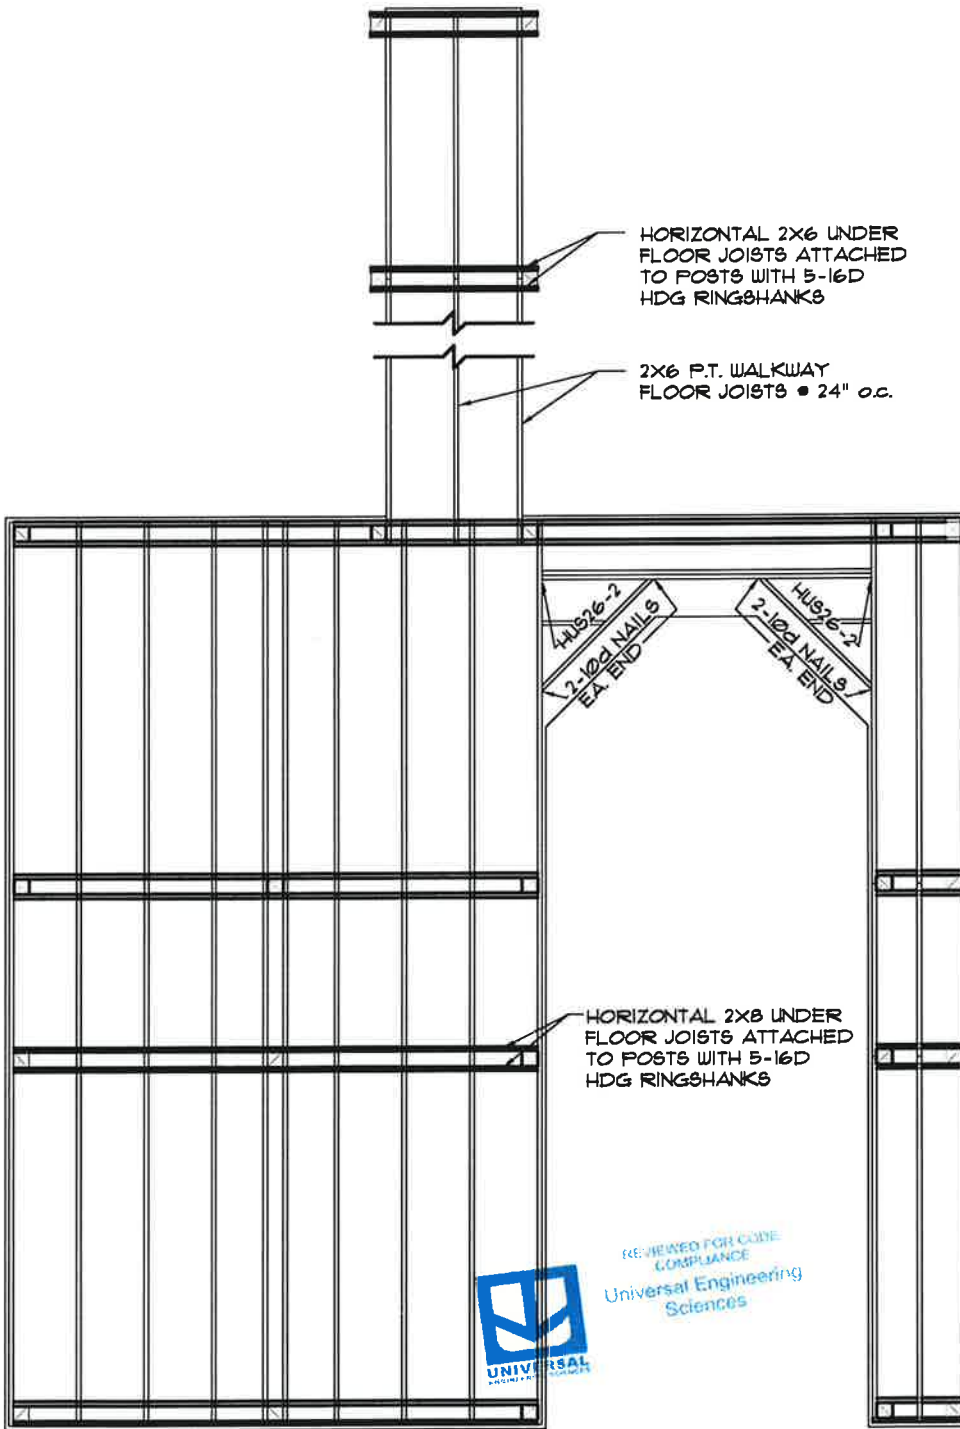 HORIZONTAL 2X6 UNDER
FLOOR JOISTS ATTACHED
TO POSTS WITH 5-16D
HDG RINGSHANKS
2X6 P.T. WALKWAY
FLOOR JOISTS @ 24" O.C.
HUS26-2
2-10d NAILS
EA. END
HUS26-2
2-10d NAILS
EA. END
HORIZONTAL 2X8 UNDER
FLOOR JOISTS ATTACHED
TO POSTS WITH 5-16D
HDG RINGSHANKS
REVIEWED FOR CODE
COMPLIANCE
Universal Engineering
Sciences
UNIVERSAL
ENGINEERING SCIENCES